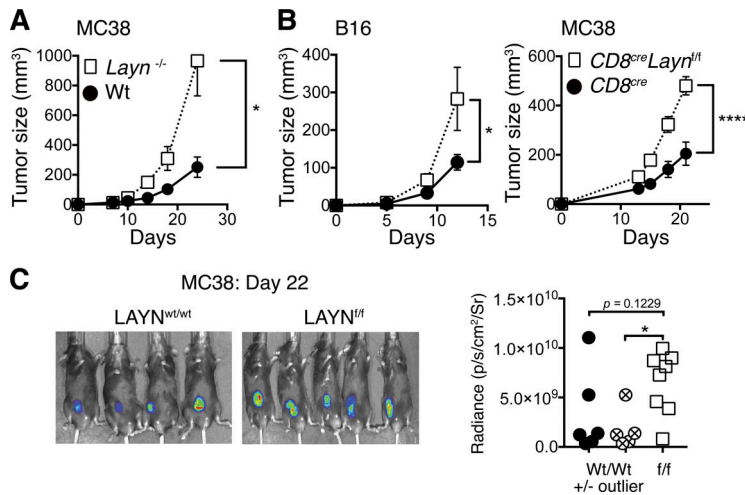 A
MC38
Tumor size (mm³)
1000
800
600
400
200
0
Layn -/-
Wt
*
0
10
20
30
Days
B
B16
Tumor size (mm³)
400
300
200
100
0
*
0
5
10
15
Days
MC38
Tumor size (mm³)
600
400
200
0
CD8creLaynf/f
CD8cre
****
0
10
20
Days
C
MC38: Day 22
LAYNwt/wt
LAYNf/f
Radiance (p/s/cm²/Sr)
1.5×10¹⁰
1.0×10¹⁰
5.0×10⁹
0.0
p = 0.1229
*
Wt/Wt
f/f
+/- outlier